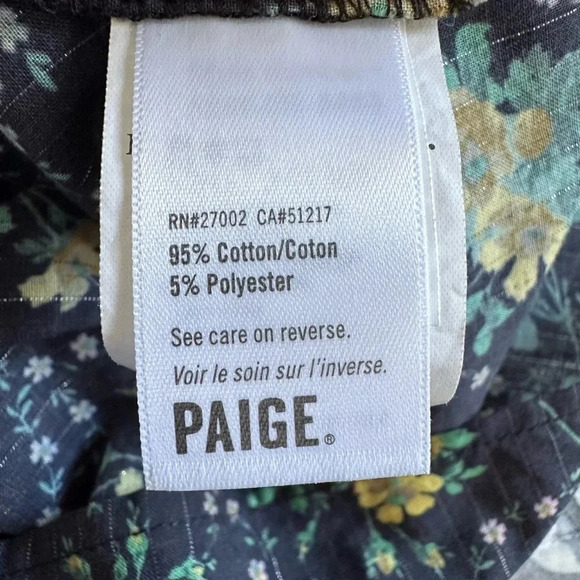 RN#27002 CA#51217
95% Cotton/Coton
5% Polyester
See care on reverse.
Voir le soin sur l'inverse.
PAIGE®